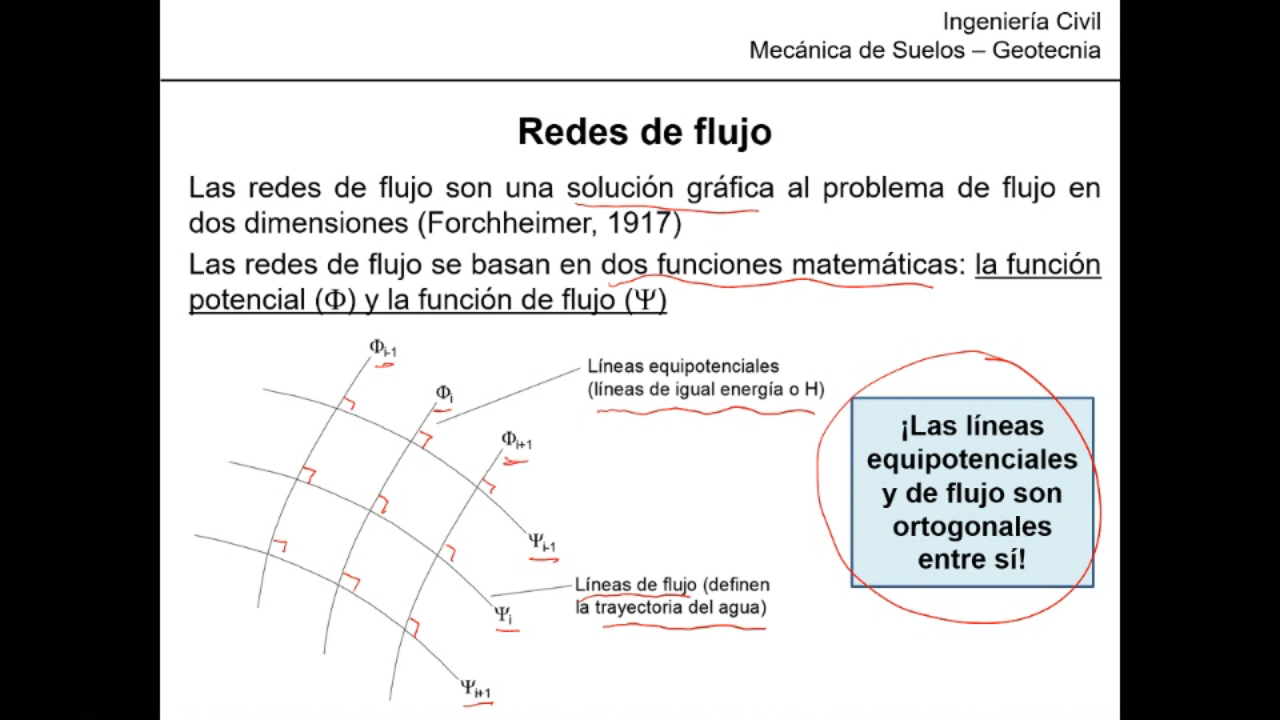 Ingeniería Civil
Mecánica de Suelos – Geotecnia
Redes de flujo
Las redes de flujo son una solución gráfica al problema de flujo en
dos dimensiones (Forchheimer, 1917)
Las redes de flujo se basan en dos funciones matemáticas: la función
potencial (Φ) y la función de flujo (Ψ)
Φi-1
Φi
Φi+1
Líneas equipotenciales
(líneas de igual energía o H)
¡Las líneas
equipotenciales
y de flujo son
ortogonales
entre sí!
Ψi-1
Líneas de flujo (definen
la trayectoria del agua)
Ψi
Ψi+1